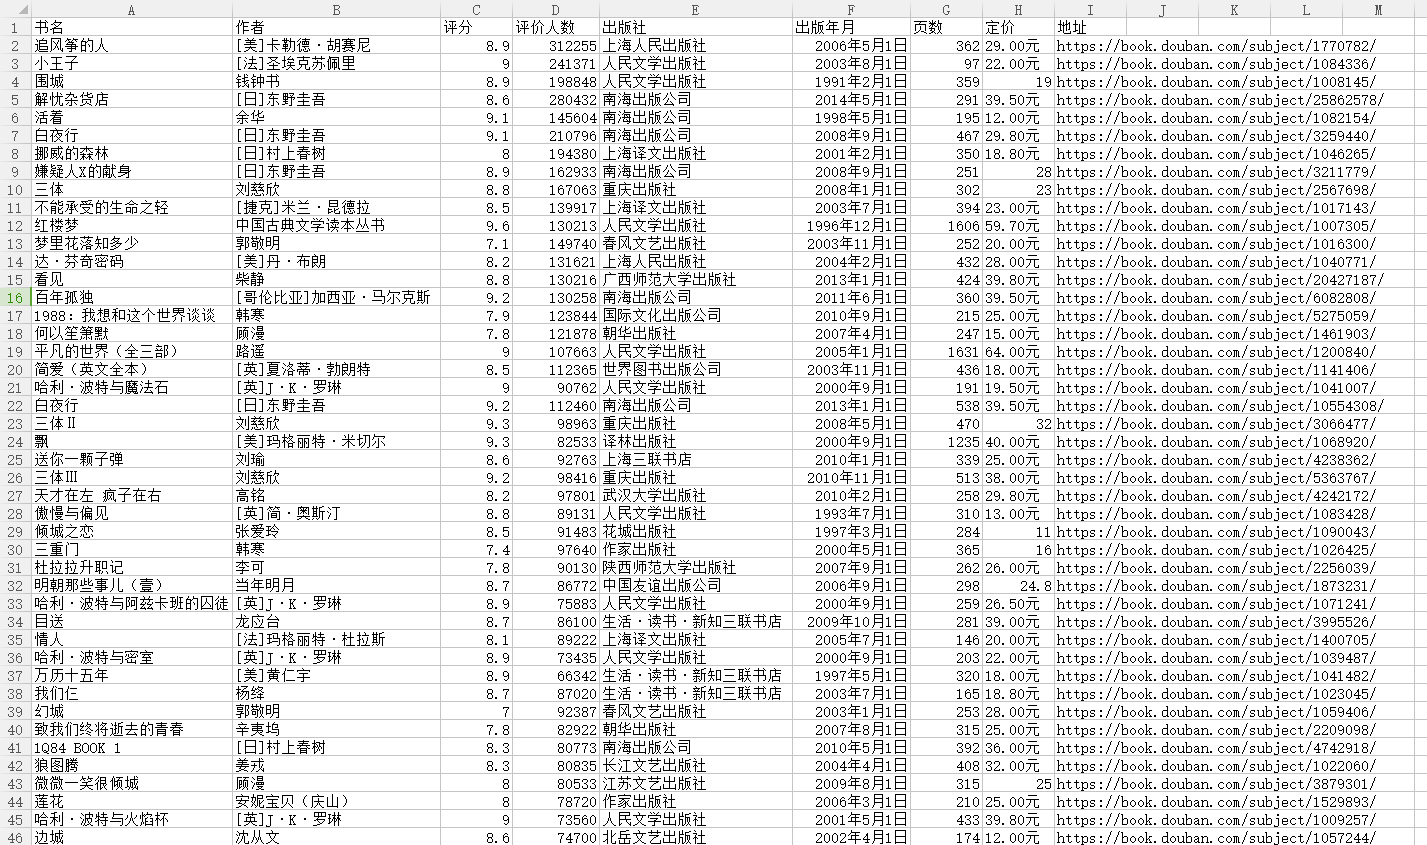 A B C D E F G H I J K L M
1 书名 作者 评分 评价人数 出版社 出版年月 页数 定价 地址
2 追风筝的人 [美]卡勒德·胡赛尼 8.9 312255 上海人民出版社 2006年5月1日 362 29.00元 https://book.douban.com/subject/1770782/
3 小王子 [法]圣埃克苏佩里 9 241371 人民文学出版社 2003年8月1日 97 22.00元 https://book.douban.com/subject/1084336/
4 围城 钱钟书 8.9 198848 人民文学出版社 1991年2月1日 359 19 https://book.douban.com/subject/1008145/
5 解忧杂货店 [日]东野圭吾 8.6 280432 南海出版公司 2014年5月1日 291 39.50元 https://book.douban.com/subject/25862578/
6 活着 余华 9.1 145604 南海出版公司 1998年5月1日 195 12.00元 https://book.douban.com/subject/1082154/
7 白夜行 [日]东野圭吾 9.1 210796 南海出版公司 2008年9月1日 467 29.80元 https://book.douban.com/subject/3259440/
8 挪威的森林 [日]村上春树 8 194380 上海译文出版社 2001年2月1日 350 18.80元 https://book.douban.com/subject/1046265/
9 嫌疑人X的献身 [日]东野圭吾 8.9 162933 南海出版公司 2008年9月1日 251 28 https://book.douban.com/subject/3211779/
10 三体 刘慈欣 8.8 167063 重庆出版社 2008年1月1日 302 23 https://book.douban.com/subject/2567698/
11 不能承受的生命之轻 [捷克]米兰·昆德拉 8.5 139917 上海译文出版社 2003年7月1日 394 23.00元 https://book.douban.com/subject/1017143/
12 红楼梦 中国古典文学读本丛书 9.6 130213 人民文学出版社 1996年12月1日 1606 59.70元 https://book.douban.com/subject/1007305/
13 梦里花落知多少 郭敬明 7.1 149740 春风文艺出版社 2003年11月1日 252 20.00元 https://book.douban.com/subject/1016300/
14 达·芬奇密码 [美]丹·布朗 8.2 131621 上海人民出版社 2004年2月1日 432 28.00元 https://book.douban.com/subject/1040771/
15 看见 柴静 8.8 130216 广西师范大学出版社 2013年1月1日 424 39.80元 https://book.douban.com/subject/20427187/
16 百年孤独 [哥伦比亚]加西亚·马尔克斯 9.2 130258 南海出版公司 2011年6月1日 360 39.50元 https://book.douban.com/subject/6082808/
17 1988：我想和这个世界谈谈 韩寒 7.9 123844 国际文化出版公司 2010年9月1日 215 25.00元 https://book.douban.com/subject/5275059/
18 何以笙箫默 顾漫 7.8 121878 朝华出版社 2007年4月1日 247 15.00元 https://book.douban.com/subject/1461903/
19 平凡的世界（全三部） 路遥 9 107663 人民文学出版社 2005年1月1日 1631 64.00元 https://book.douban.com/subject/1200840/
20 简爱（英文全本） [英]夏洛蒂·勃朗特 8.5 112365 世界图书出版公司 2003年11月1日 436 18.00元 https://book.douban.com/subject/1141406/
21 哈利·波特与魔法石 [英]J·K·罗琳 9 90762 人民文学出版社 2000年9月1日 191 19.50元 https://book.douban.com/subject/1041007/
22 白夜行 [日]东野圭吾 9.2 112460 南海出版公司 2013年1月1日 538 39.50元 https://book.douban.com/subject/10554308/
23 三体Ⅱ 刘慈欣 9.3 98963 重庆出版社 2008年5月1日 470 32 https://book.douban.com/subject/3066477/
24 飘 [美]玛格丽特·米切尔 9.3 82533 译林出版社 2000年9月1日 1235 40.00元 https://book.douban.com/subject/1068920/
25 送你一颗子弹 刘瑜 8.6 92763 上海三联书店 2010年1月1日 339 25.00元 https://book.douban.com/subject/4238362/
26 三体Ⅲ 刘慈欣 9.2 98416 重庆出版社 2010年11月1日 513 38.00元 https://book.douban.com/subject/5363767/
27 天才在左 疯子在右 高铭 8.2 97801 武汉大学出版社 2010年2月1日 258 29.80元 https://book.douban.com/subject/4242172/
28 傲慢与偏见 [英]简·奥斯汀 8.8 89131 人民文学出版社 1993年7月1日 310 13.00元 https://book.douban.com/subject/1083428/
29 倾城之恋 张爱玲 8.5 91483 花城出版社 1997年3月1日 284 11 https://book.douban.com/subject/1090043/
30 三重门 韩寒 7.4 97640 作家出版社 2000年5月1日 365 16 https://book.douban.com/subject/1026425/
31 杜拉拉升职记 李可 7.8 90130 陕西师范大学出版社 2007年9月1日 262 26.00元 https://book.douban.com/subject/2256039/
32 明朝那些事儿（壹） 当年明月 8.7 86772 中国友谊出版公司 2006年9月1日 298 24.8 https://book.douban.com/subject/1873231/
33 哈利·波特与阿兹卡班的囚徒 [英]J·K·罗琳 8.9 75883 人民文学出版社 2000年9月1日 259 26.50元 https://book.douban.com/subject/1071241/
34 目送 龙应台 8.7 86100 生活·读书·新知三联书店 2009年10月1日 281 39.00元 https://book.douban.com/subject/3995526/
35 情人 [法]玛格丽特·杜拉斯 8.1 89222 上海译文出版社 2005年7月1日 146 20.00元 https://book.douban.com/subject/1400705/
36 哈利·波特与密室 [英]J·K·罗琳 8.9 73435 人民文学出版社 2000年9月1日 203 22.00元 https://book.douban.com/subject/1039487/
37 万历十五年 [美]黄仁宇 8.9 66342 生活·读书·新知三联书店 1997年5月1日 320 18.00元 https://book.douban.com/subject/1041482/
38 我们仨 杨绛 8.7 87020 生活·读书·新知三联书店 2003年7月1日 165 18.80元 https://book.douban.com/subject/1023045/
39 幻城 郭敬明 7 92387 春风文艺出版社 2003年1月1日 253 28.00元 https://book.douban.com/subject/1059406/
40 致我们终将逝去的青春 辛夷坞 7.8 82922 朝华出版社 2007年8月1日 315 25.00元 https://book.douban.com/subject/2209098/
41 1Q84 BOOK 1 [日]村上春树 8.3 80773 南海出版公司 2010年5月1日 392 36.00元 https://book.douban.com/subject/4742918/
42 狼图腾 姜戎 8.3 80835 长江文艺出版社 2004年4月1日 408 32.00元 https://book.douban.com/subject/1022060/
43 微微一笑很倾城 顾漫 8 80533 江苏文艺出版社 2009年8月1日 315 25 https://book.douban.com/subject/3879301/
44 莲花 安妮宝贝（庆山） 8 78720 作家出版社 2006年3月1日 210 25.00元 https://book.douban.com/subject/1529893/
45 哈利·波特与火焰杯 [英]J·K·罗琳 9 73560 人民文学出版社 2001年5月1日 433 39.80元 https://book.douban.com/subject/1009257/
46 边城 沈从文 8.6 74700 北岳文艺出版社 2002年4月1日 174 12.00元 https://book.douban.com/subject/1057244/